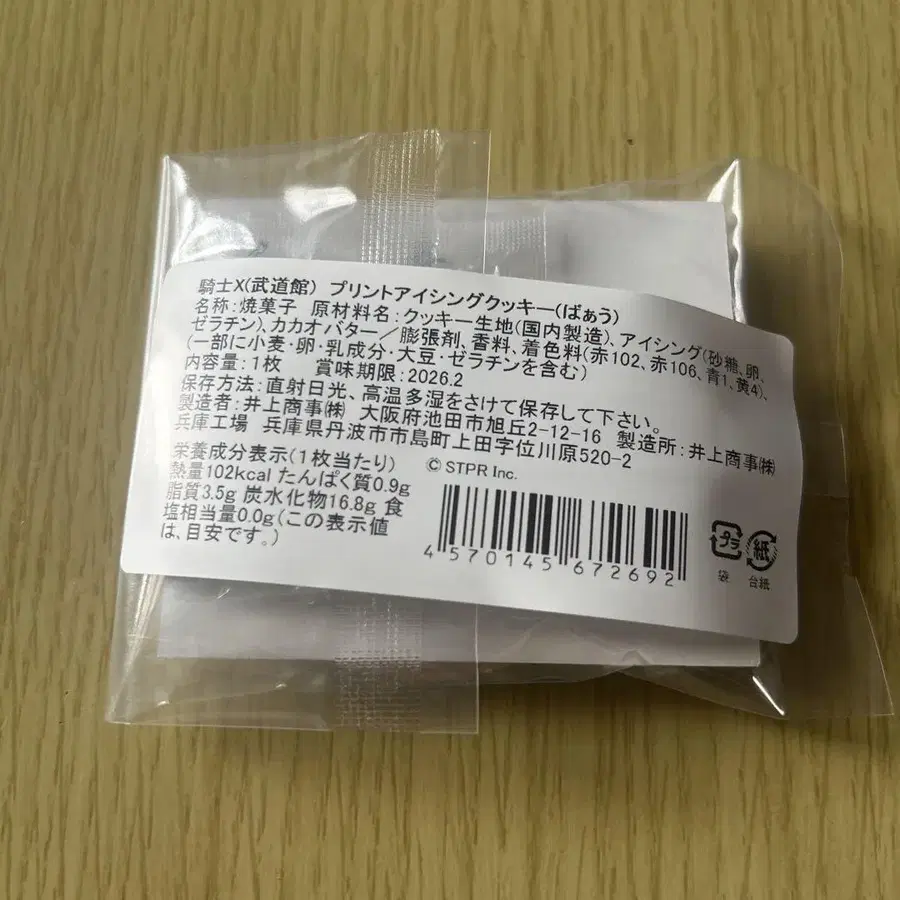 騎士X(武道館) プリントアイシングクッキー(ばぁう)
名称:焼菓子 原材料名:クッキー生地(国内製造)、アイシング(砂糖、卵、
ゼラチン)、カカオバター/膨張剤、香料、着色料(赤102、赤106、青1、黄4)、
(一部に小麦・卵・乳成分・大豆・ゼラチンを含む)
内容量:1枚 賞味期限:2026.2
保存方法:直射日光、高温多湿をさけて保存して下さい。
製造者:井上商事㈱ 大阪府池田市旭丘2-12-16 製造所:井上商事㈱
兵庫工場 兵庫県丹波市市島町上田字位川原520-2
栄養成分表示(1枚当たり)
熱量102kcal たんぱく質0.9g
脂質3.5g 炭水化物16.8g 食
塩相当量0.0g(この表示値
は、目安です。)
© STPR Inc.
4 570145 672692
プラ
袋
紙
台紙